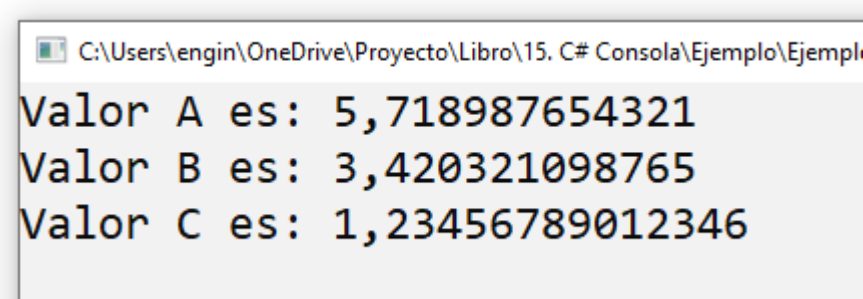 C:\Users\engin\OneDrive\Proyecto\Libro\15. C# Consola\Ejemplo\Ejemplo
Valor A es: 5,718987654321
Valor B es: 3,420321098765
Valor C es: 1,23456789012346